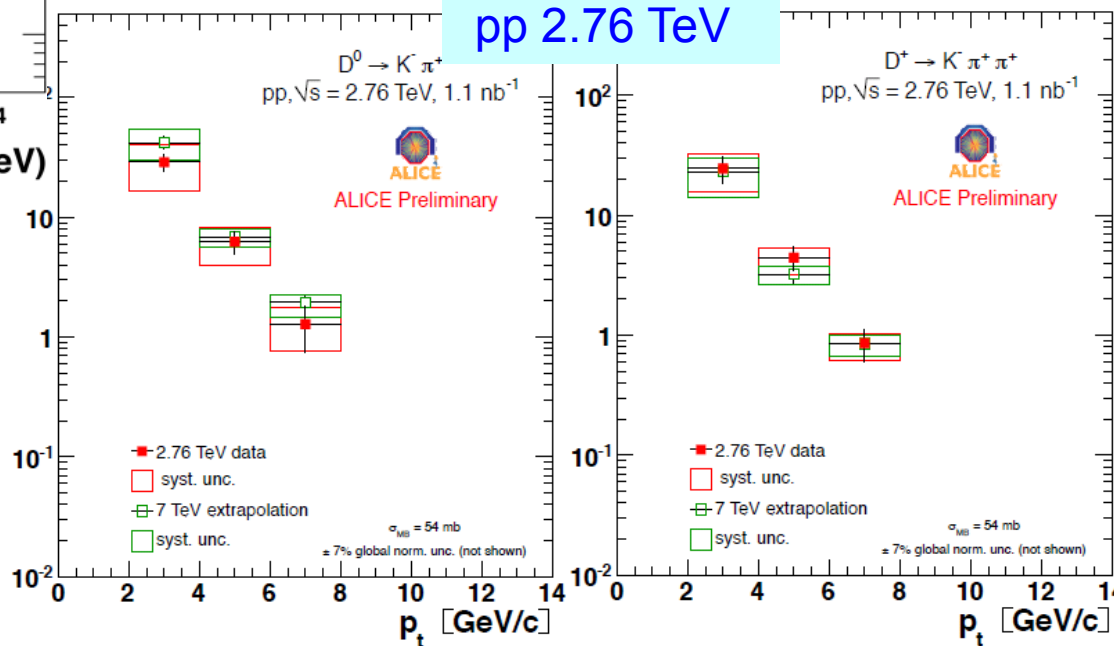 pp 2.76 TeV
4
eV)
D⁰ → K⁻ π⁺
pp, √s = 2.76 TeV, 1.1 nb⁻¹
ALICE
ALICE Preliminary
2.76 TeV data
syst. unc.
7 TeV extrapolation
syst. unc.
σ_MB = 54 mb
± 7% global norm. unc. (not shown)
2
10
1
10⁻¹
10⁻²
0 2 4 6 8 10 12 14
p_t [GeV/c]
D⁺ → K⁻ π⁺ π⁺
pp, √s = 2.76 TeV, 1.1 nb⁻¹
ALICE
ALICE Preliminary
2.76 TeV data
syst. unc.
7 TeV extrapolation
syst. unc.
σ_MB = 54 mb
± 7% global norm. unc. (not shown)
10²
10
1
10⁻¹
10⁻²
0 2 4 6 8 10 12 14
p_t [GeV/c]